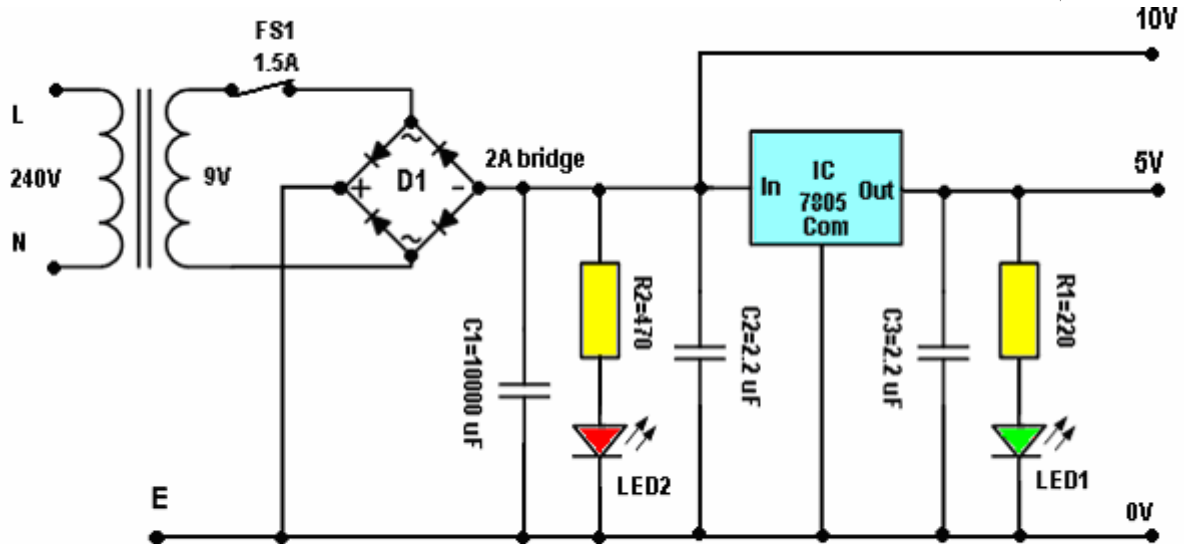 10V
FS1
1.5A
L
240V
N
9V
~
+ D1 -
~
2A bridge
In
IC
7805
Com
Out
5V
C1=10000 uF
R2=470
LED2
C2=2.2 uF
C3=2.2 uF
R1=220
LED1
E
0V